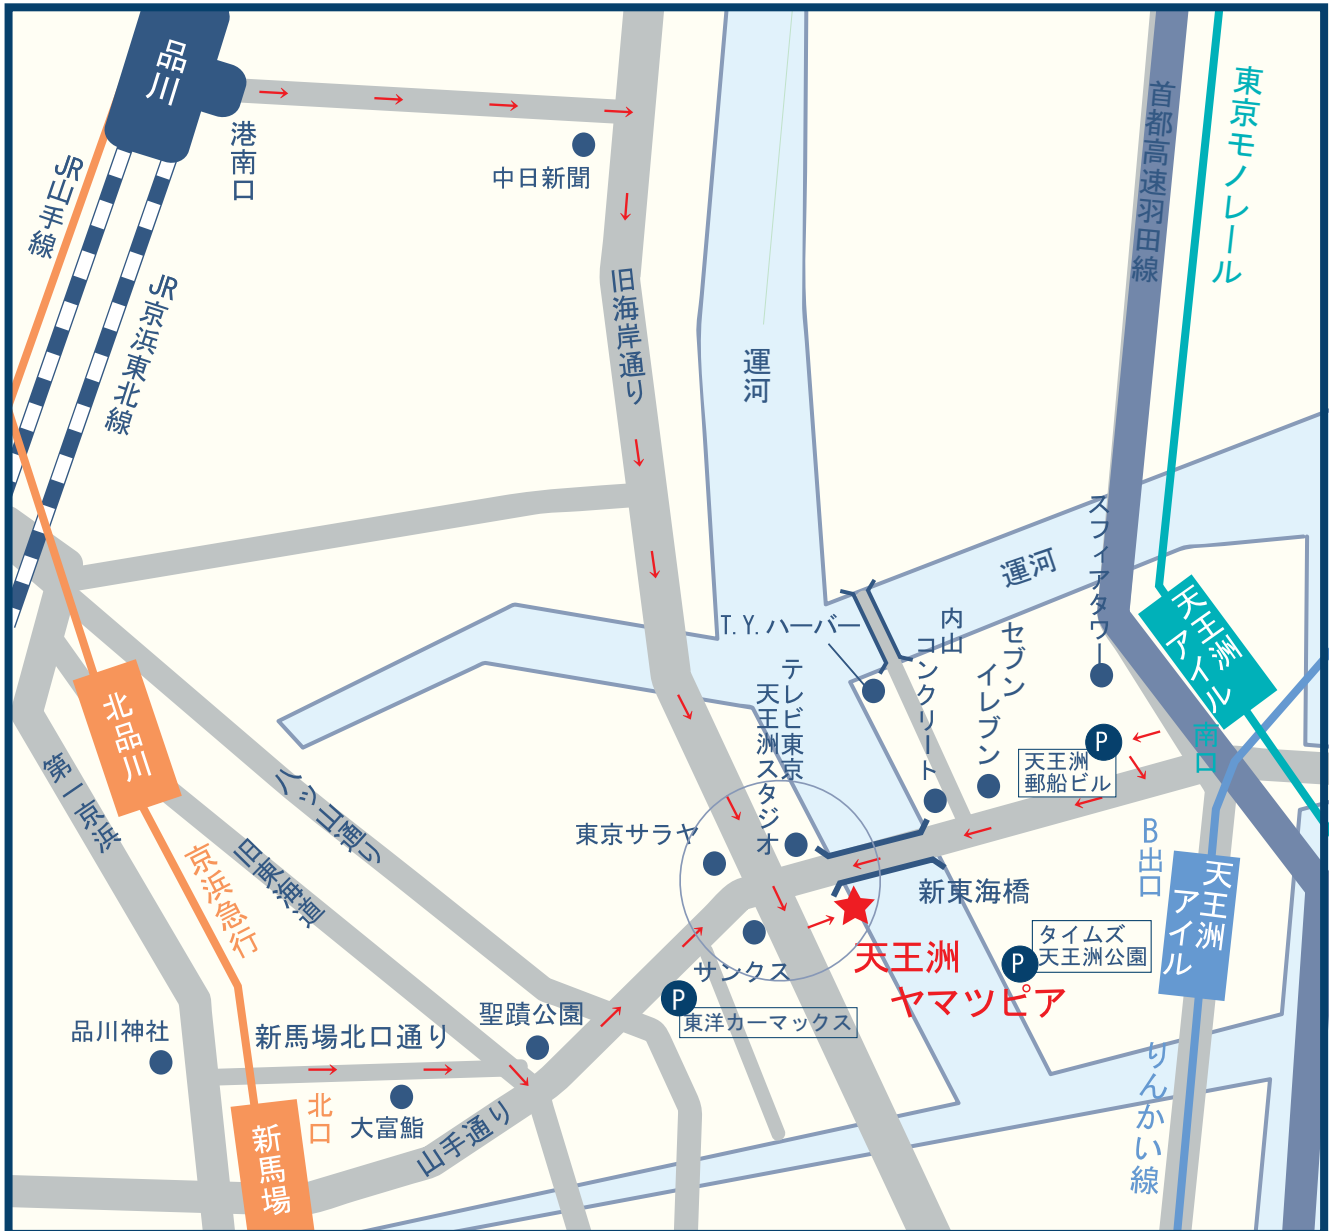 品川
港南口
JR山手線
JR京浜東北線
中日新聞
旧海岸通り
運河
首都高速羽田線
東京モノレール
運河
スフィアタワー
T.Y.ハーバー
内山
コンクリート
セブン
イレブン
テレビ東京
天王洲スタジオ
天王洲
アイル
南口
P
天王洲
郵船ビル
北品川
第一京浜
八ツ山通り
旧東海道
京浜急行
東京サラヤ
サンクス
新東海橋
天王洲
ヤマツピア
B出口
天王洲
アイル
P
タイムズ
天王洲公園
P
東洋カーマックス
聖蹟公園
品川神社
新馬場北口通り
北口
大富鮨
山手通り
新馬場
りんかい線